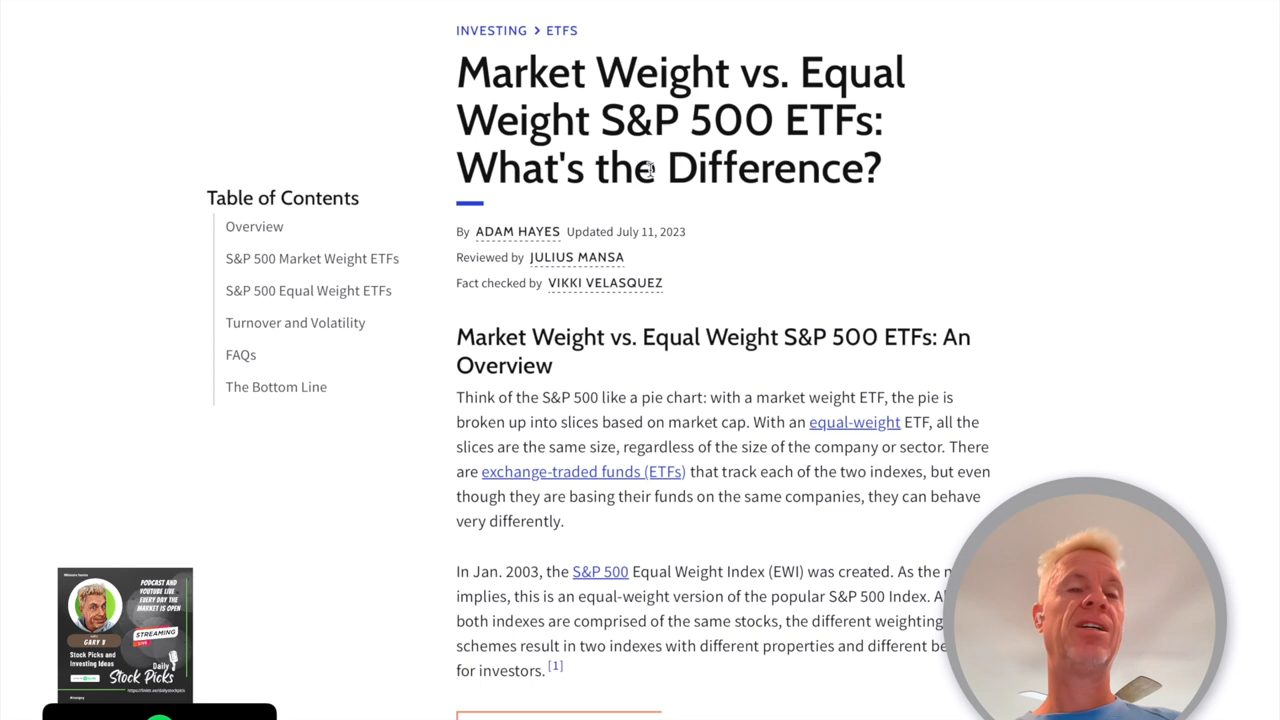 INVESTING > ETFS
Market Weight vs. Equal
Weight S&P 500 ETFs:
What's the Difference?
By ADAM HAYES Updated July 11, 2023
Reviewed by JULIUS MANSA
Fact checked by VIKKI VELASQUEZ
Table of Contents
Overview
S&P 500 Market Weight ETFs
S&P 500 Equal Weight ETFs
Turnover and Volatility
FAQs
The Bottom Line
Market Weight vs. Equal Weight S&P 500 ETFs: An
Overview
Think of the S&P 500 like a pie chart: with a market weight ETF, the pie is
broken up into slices based on market cap. With an equal-weight ETF, all the
slices are the same size, regardless of the size of the company or sector. There
are exchange-traded funds (ETFs) that track each of the two indexes, but even
though they are basing their funds on the same companies, they can behave
very differently.
In Jan. 2003, the S&P 500 Equal Weight Index (EWI) was created. As the
implies, this is an equal-weight version of the popular S&P 500 Index.
both indexes are comprised of the same stocks, the different weighting
schemes result in two indexes with different properties and different
for investors. [1]
PODCAST AND
YOUTUBE LIVE
EVERY DAY THE
MARKET IS OPEN
STREAMING
LIVE
GARY V
Stock Picks and
Investing Ideas
Daily
Stock Picks